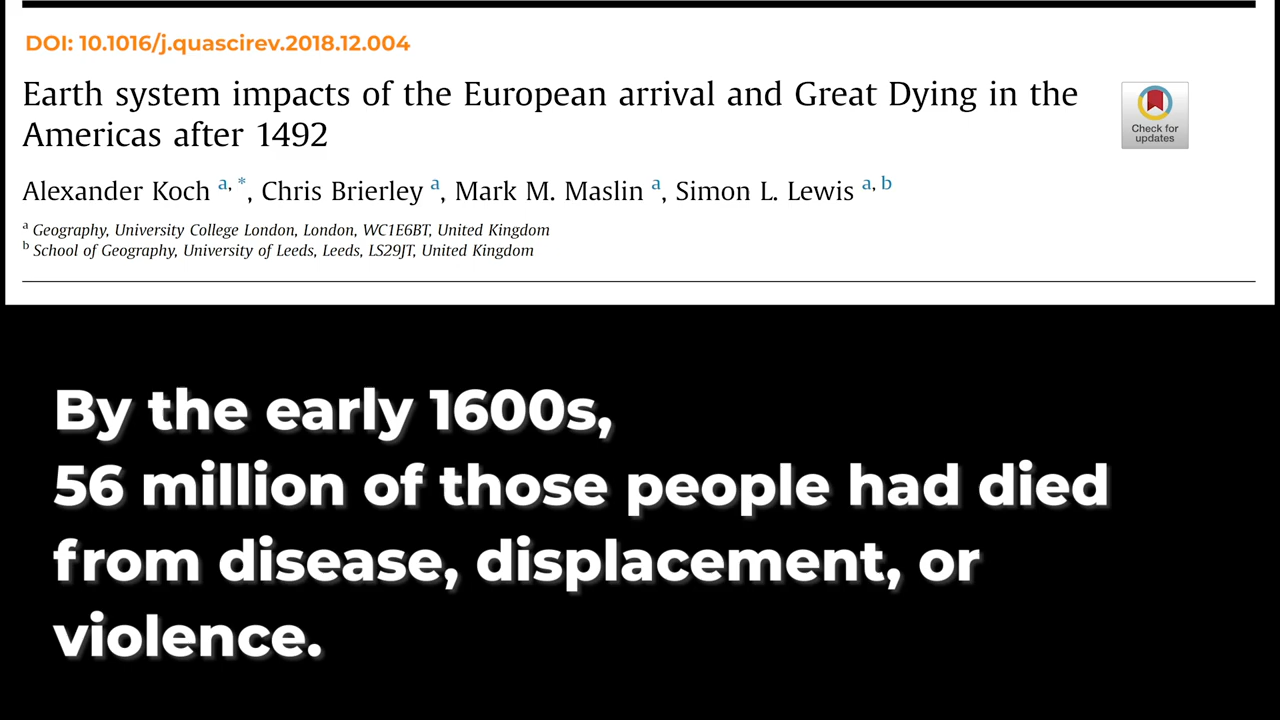 DOI: 10.1016/j.quascirev.2018.12.004
Earth system impacts of the European arrival and Great Dying in the
Americas after 1492
Check for
updates
Alexander Koch a, *, Chris Brierley a, Mark M. Maslin a, Simon L. Lewis a, b
a Geography, University College London, London, WC1E6BT, United Kingdom
b School of Geography, University of Leeds, Leeds, LS29JT, United Kingdom
By the early 1600s,
56 million of those people had died
from disease, displacement, or
violence.